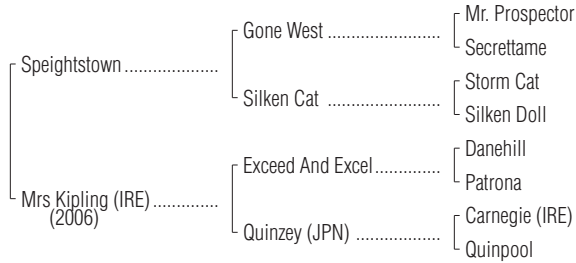 Mr. Prospector
Gone West ........................
Secrettame
Speightstown ....................
Storm Cat
Silken Cat ........................
Silken Doll
Danehill
Exceed And Excel ..............
Patrona
Mrs Kipling (IRE) ..............
(2006)
Carnegie (IRE)
Quinzey (JPN) ..................
Quinpool